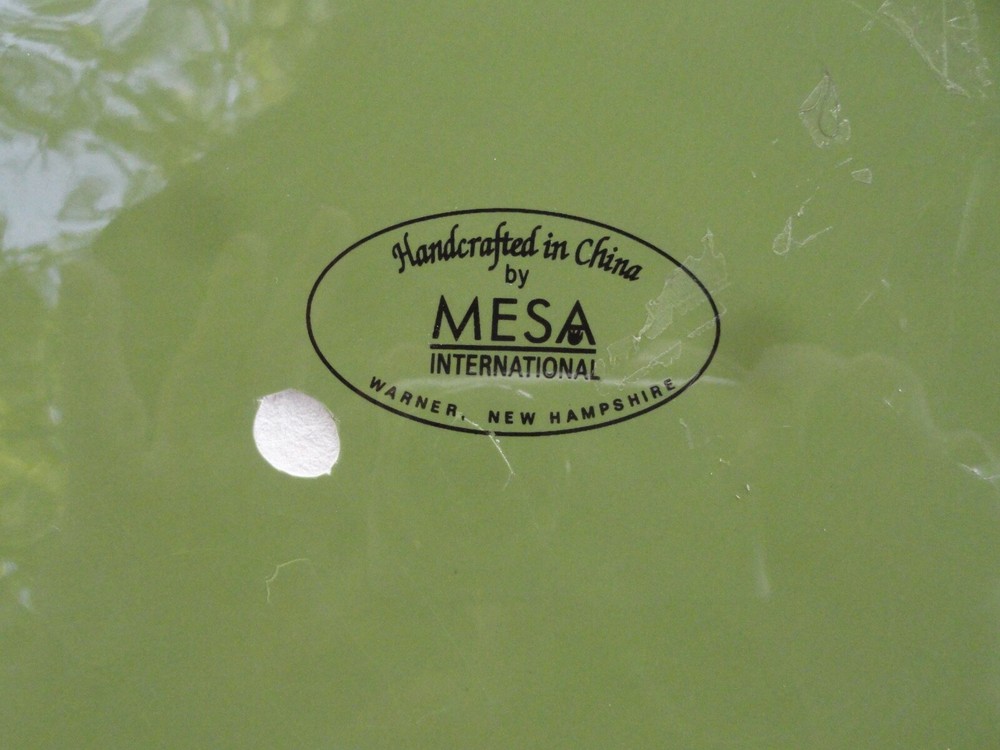 Handcrafted in China
by
MESA
INTERNATIONAL
WARNER, NEW HAMPSHIRE